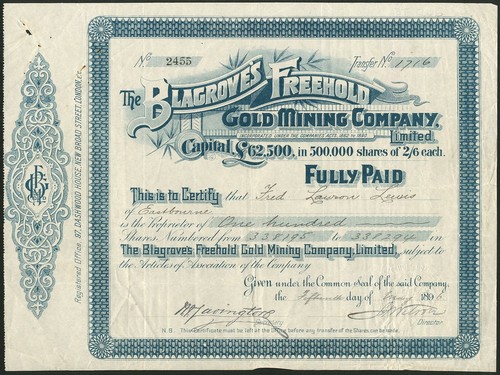 No 2455
Transfer No 1716
The Blagroves Freehold
Gold Mining Company,
Limited.
INCORPORATED UNDER THE COMPANIES ACTS 1862 TO 1890.
Capital £62,500, in 500,000 shares of 2/6 each.
Fully Paid
This is to Certify that Fred Lawson Lewis
of Eastbourne
is the Proprietor of One hundred
Shares Numbered from 338195 to 338294 in
The Blagroves Freehold Gold Mining Company, Limited, subject to
the Articles of Association of the Company
Given under the Common Seal of the said Company,
the Fifteenth day of 1896
Director
N.B. This Certificate must be left at the Office before any transfer of the Shares can be made.
Registered Office, 97, DASHWOOD HOUSE, NEW BROAD STREET, LONDON, E.C.